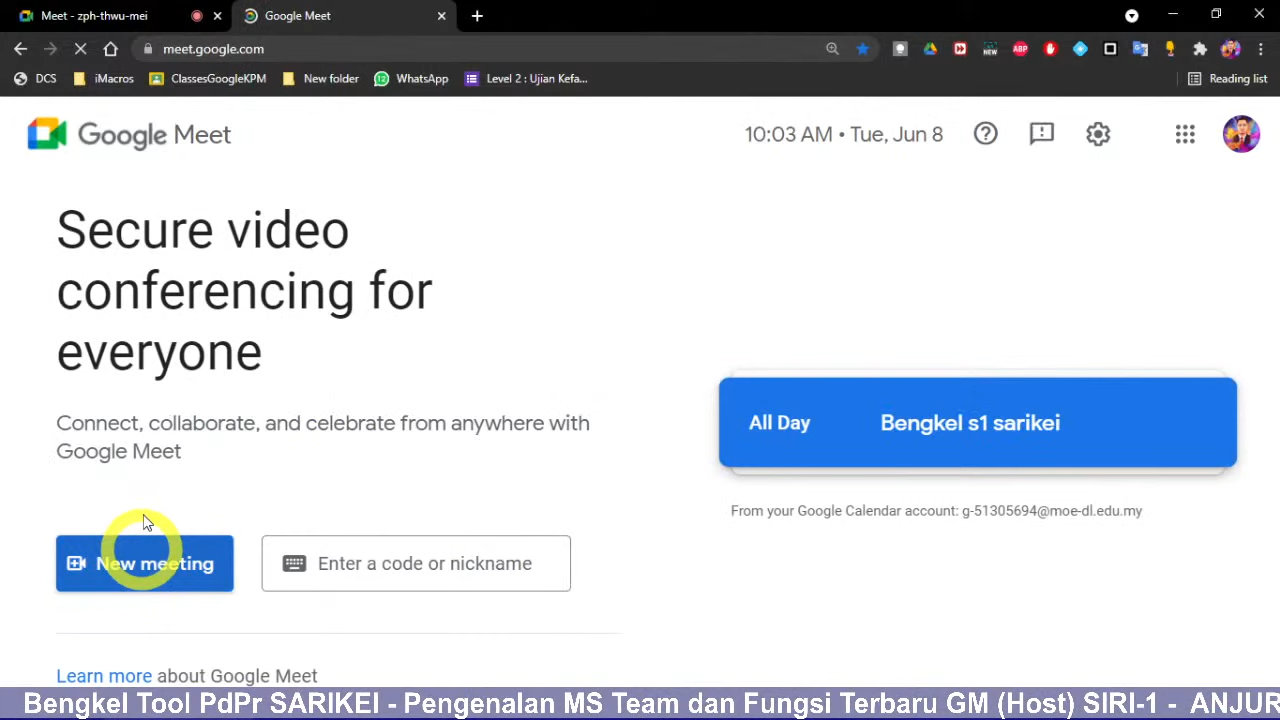 Meet - zph-thwu-mei
Google Meet
meet.google.com
DCS
iMacros
ClassesGoogleKPM
New folder
WhatsApp
Level 2 : Ujian Kefa...
Reading list
NEW
ABP
12
Google Meet
10:03 AM • Tue, Jun 8
Secure video
conferencing for
everyone
Connect, collaborate, and celebrate from anywhere with
Google Meet
New meeting
Enter a code or nickname
Learn more about Google Meet
All Day
Bengkel s1 sarikei
From your Google Calendar account: g-51305694@moe-dl.edu.my
Bengkel Tool PdPr SARIKEI - Pengenalan MS Team dan Fungsi Terbaru GM (Host) SIRI-1 - ANJUR